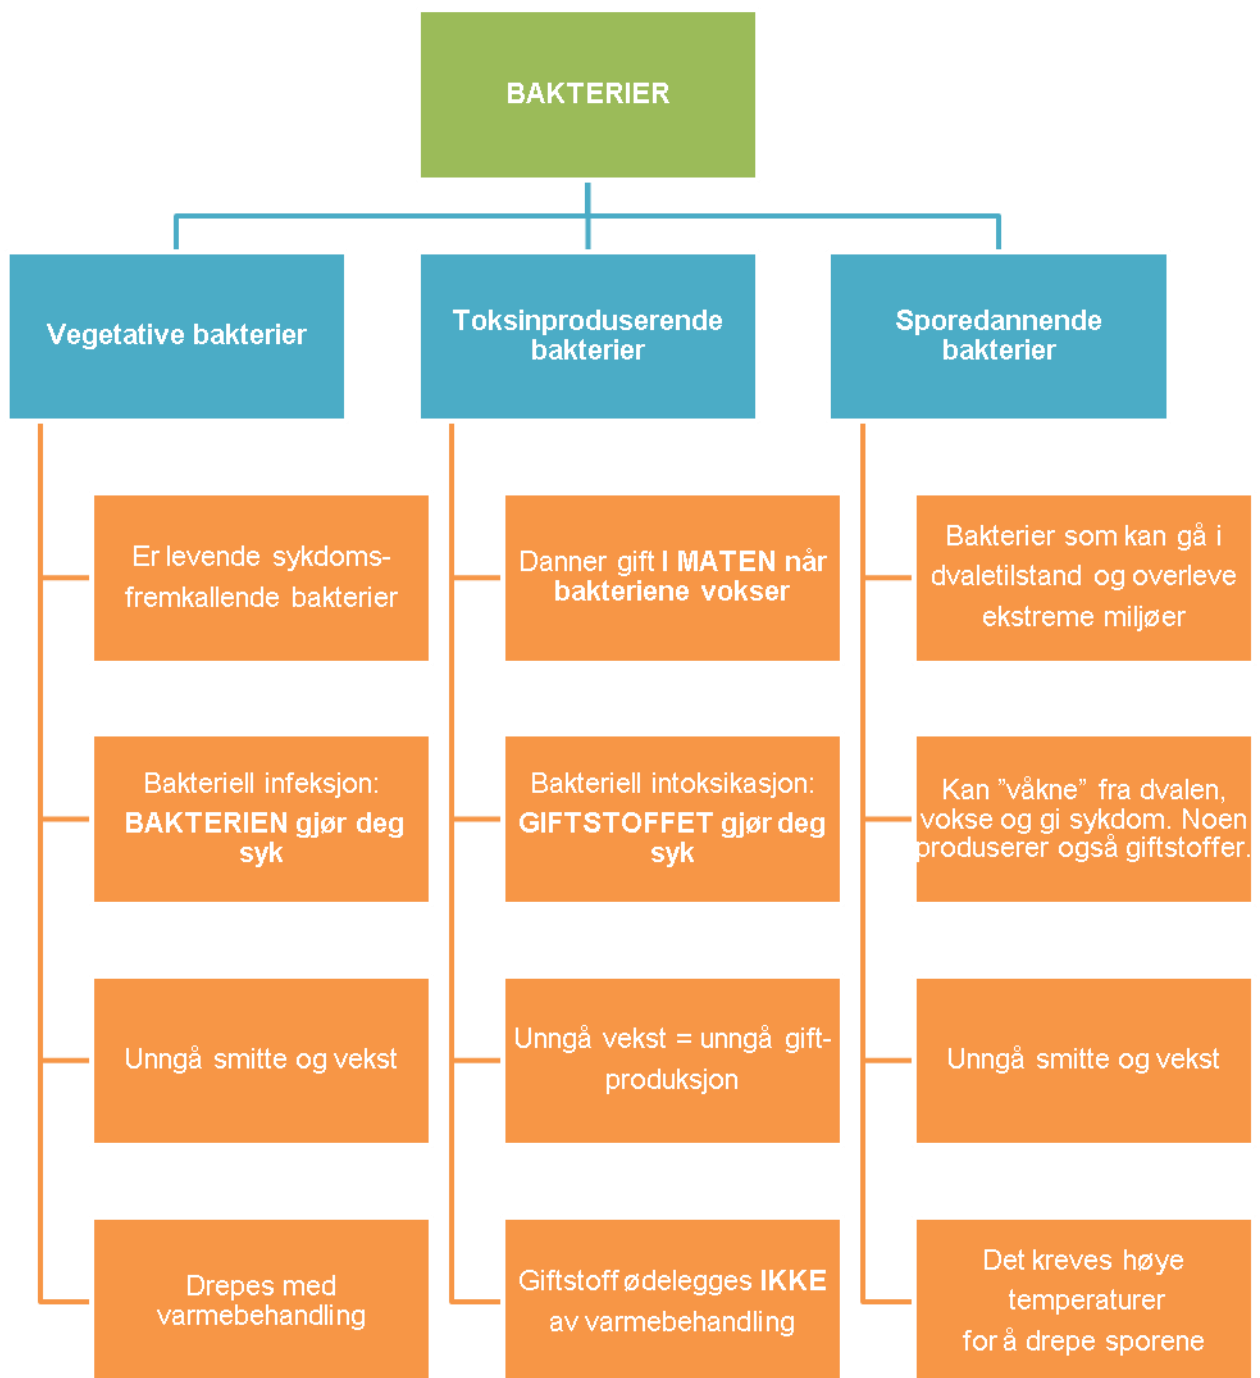 BAKTERIER
Vegetative bakterier
Toksinproduserende
bakterier
Sporedannende
bakterier
Er levende sykdoms-
fremkallende bakterier
Danner gift I MATEN når
bakteriene vokser
Bakterier som kan gå i
dvaletilstand og overleve
ekstreme miljøer
Bakteriell infeksjon:
BAKTERIEN gjør deg
syk
Bakteriell intoksikasjon:
GIFTSTOFFET gjør deg
syk
Kan ”våkne” fra dvalen,
vokse og gi sykdom. Noen
produserer også giftstoffer.
Unngå smitte og vekst
Unngå vekst = unngå gift-
produksjon
Unngå smitte og vekst
Drepes med
varmebehandling
Giftstoff ødelegges IKKE
av varmebehandling
Det kreves høye
temperaturer
for å drepe sporene